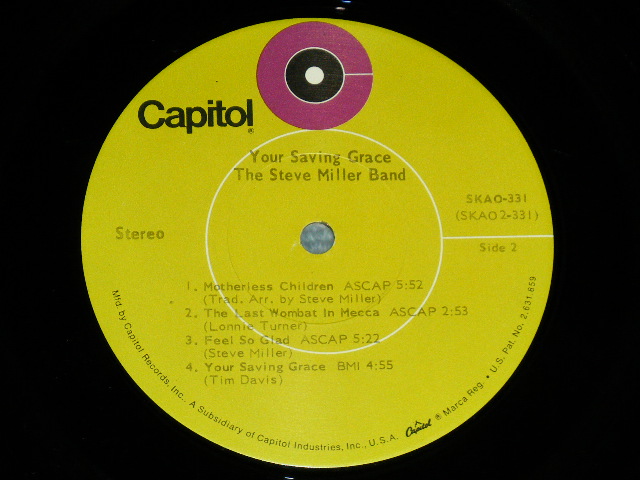 Capitol®
Your Saving Grace
The Steve Miller Band
SKAO-331
(SKAO2-331)
Stereo
Side 2
1. Motherless Children ASCAP 5:52
(Trad. Arr. by Steve Miller)
2. The Last Wombat In Mecca ASCAP 2:53
(Lonnie Turner)
3. Feel So Glad ASCAP 5:22
(Steve Miller)
4. Your Saving Grace BMI 4:55
(Tim Davis)
Mfd. by Capitol Records, Inc., A Subsidiary of Capitol Industries, Inc., U.S.A. Capitol ® Marca Reg. • U.S. Pat. No. 2,631,859